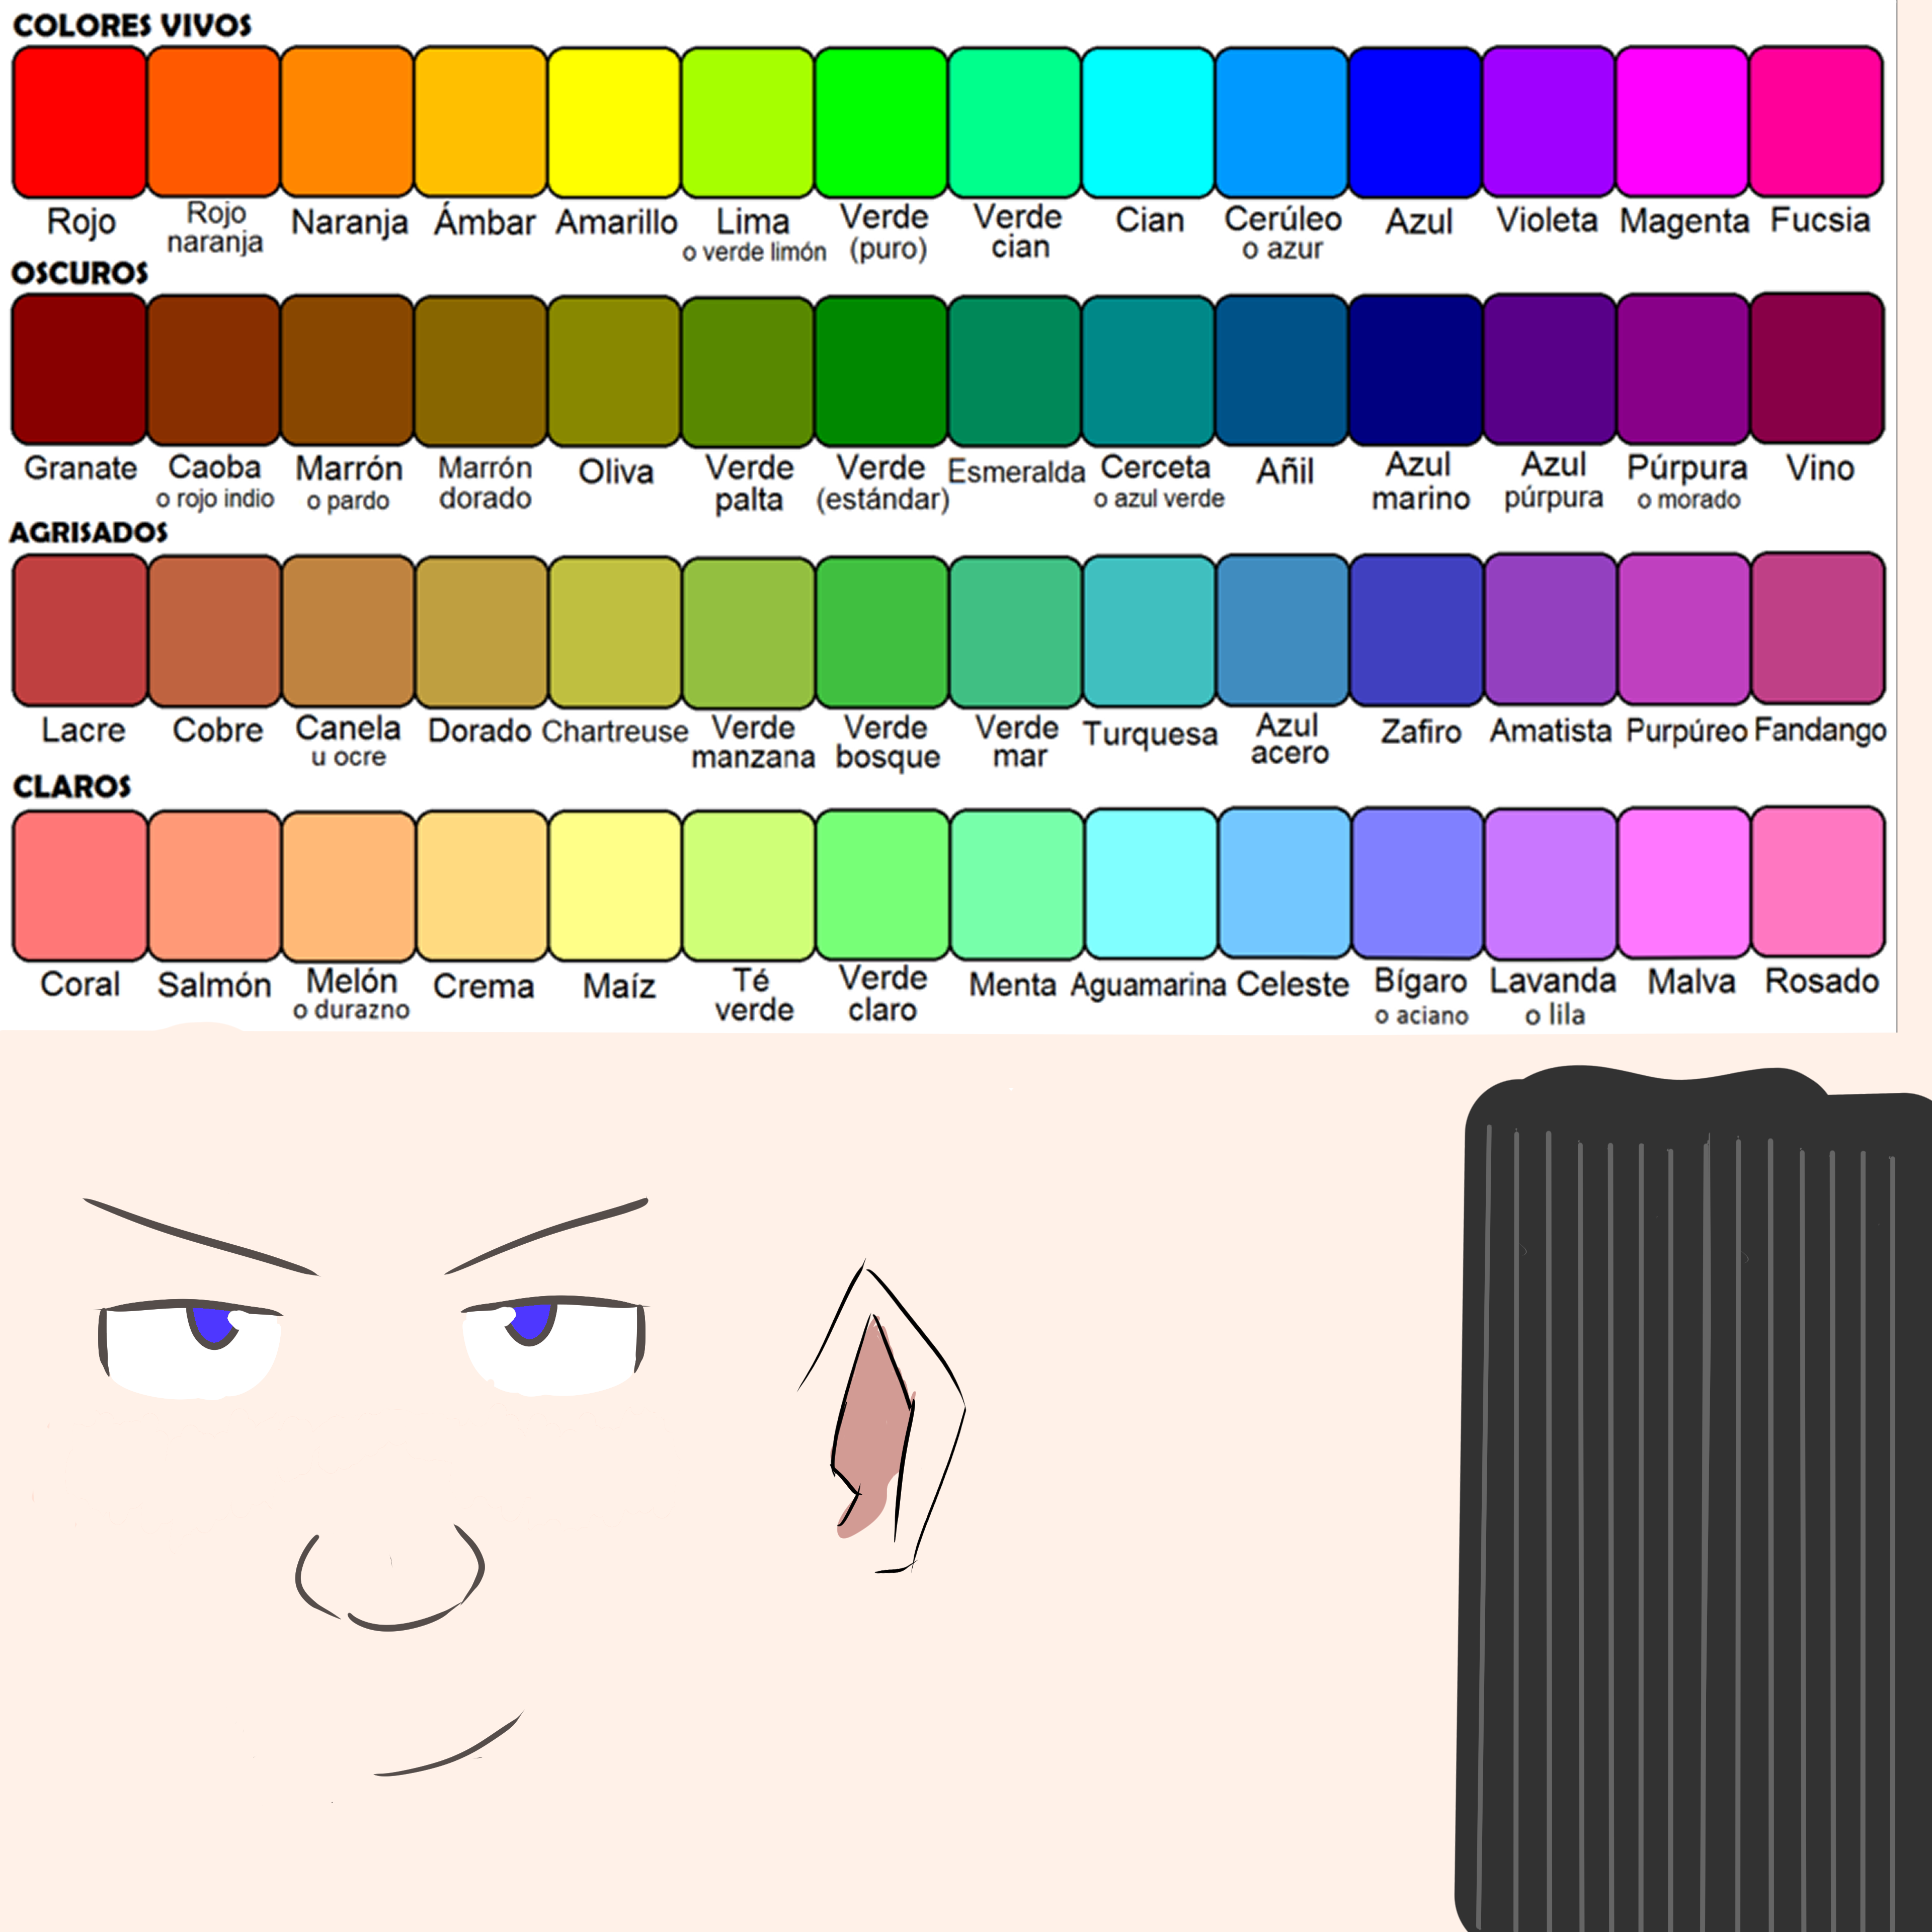 COLORES VIVOS
Rojo
Rojo
naranja
Naranja
Ámbar
Amarillo
Lima
o verde limón
Verde
(puro)
Verde
cian
Cian
Cerúleo
o azur
Azul
Violeta
Magenta
Fucsia
OSCUROS
Granate
Caoba
o rojo indio
Marrón
o pardo
Marrón
dorado
Oliva
Verde
palta
Verde
(estándar)
Esmeralda
Cerceta
o azul verde
Añil
Azul
marino
Azul
púrpura
Púrpura
o morado
Vino
AGRISADOS
Lacre
Cobre
Canela
u ocre
Dorado
Chartreuse
Verde
manzana
Verde
bosque
Verde
mar
Turquesa
Azul
acero
Zafiro
Amatista
Purpúreo
Fandango
CLAROS
Coral
Salmón
Melón
o durazno
Crema
Maíz
Té
verde
Verde
claro
Menta
Aguamarina
Celeste
Bígaro
o aciano
Lavanda
o lila
Malva
Rosado